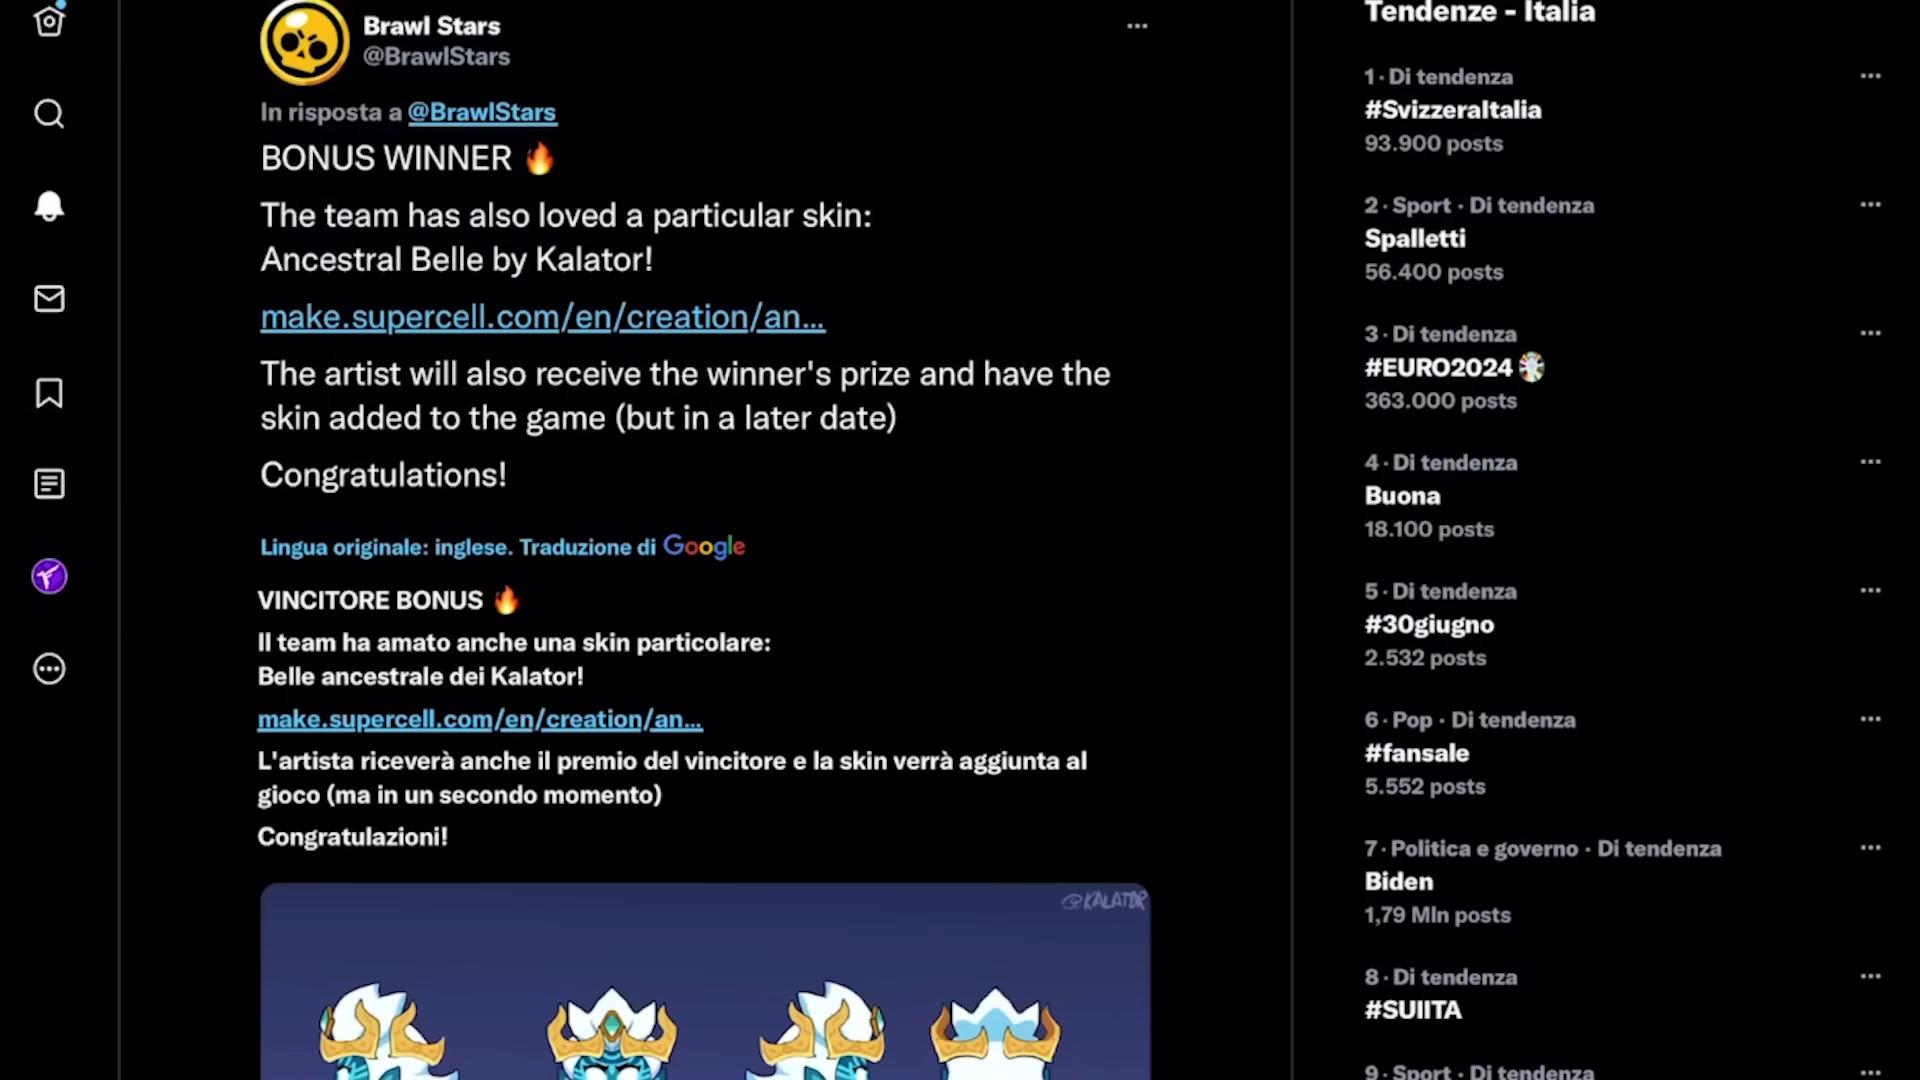 Brawl Stars
@BrawlStars
In risposta a @BrawlStars
BONUS WINNER 🔥
The team has also loved a particular skin:
Ancestral Belle by Kalator!
make.supercell.com/en/creation/an...
The artist will also receive the winner's prize and have the
skin added to the game (but in a later date)
Congratulations!
Lingua originale: inglese. Traduzione di Google
VINCITORE BONUS 🔥
Il team ha amato anche una skin particolare:
Belle ancestrale dei Kalator!
make.supercell.com/en/creation/an...
L'artista riceverà anche il premio del vincitore e la skin verrà aggiunta al
gioco (ma in un secondo momento)
Congratulazioni!
@KALATOR
Tendenze - Italia
1 · Di tendenza
#SvizzeraItalia
93.900 posts
2 · Sport · Di tendenza
Spalletti
56.400 posts
3 · Di tendenza
#EURO2024
363.000 posts
4 · Di tendenza
Buona
18.100 posts
5 · Di tendenza
#30giugno
2.532 posts
6 · Pop · Di tendenza
#fansale
5.552 posts
7 · Politica e governo · Di tendenza
Biden
1,79 Mln posts
8 · Di tendenza
#SUIITA
9 · Sport · Di tendenza